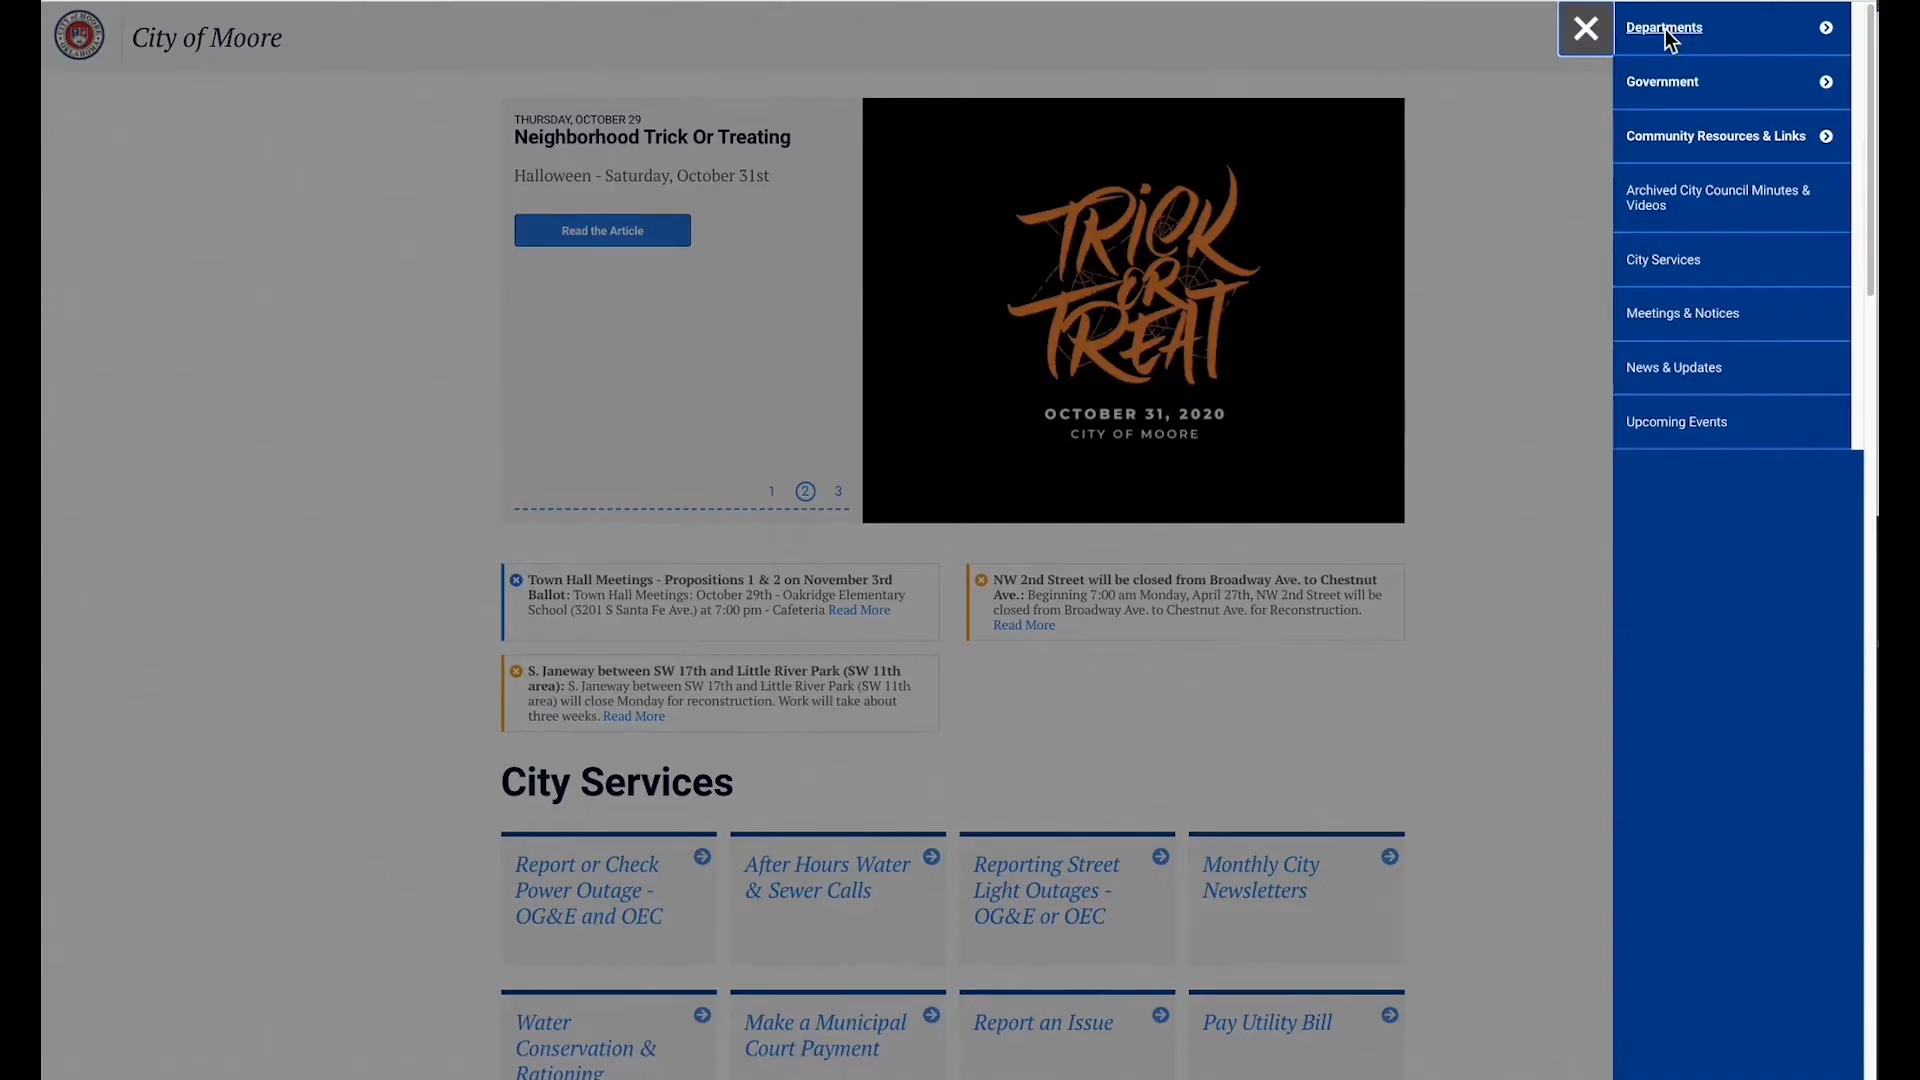 City of Moore
Departments
Government
Community Resources & Links
Archived City Council Minutes &
Videos
City Services
Meetings & Notices
News & Updates
Upcoming Events
THURSDAY, OCTOBER 29
Neighborhood Trick Or Treating
Halloween - Saturday, October 31st
Read the Article
1 2 3
TRICK
OR
TREAT
OCTOBER 31, 2020
CITY OF MOORE
Town Hall Meetings - Propositions 1 & 2 on November 3rd
Ballot: Town Hall Meetings: October 29th - Oakridge Elementary
School (3201 S Santa Fe Ave.) at 7:00 pm - Cafeteria Read More
NW 2nd Street will be closed from Broadway Ave. to Chestnut
Ave.: Beginning 7:00 am Monday, April 27th, NW 2nd Street will be
closed from Broadway Ave. to Chestnut Ave. for Reconstruction.
Read More
S. Janeway between SW 17th and Little River Park (SW 11th
area): S. Janeway between SW 17th and Little River Park (SW 11th
area) will close Monday for reconstruction. Work will take about
three weeks. Read More
City Services
Report or Check
Power Outage -
OG&E and OEC
After Hours Water
& Sewer Calls
Reporting Street
Light Outages -
OG&E or OEC
Monthly City
Newsletters
Water
Conservation &
Rationing
Make a Municipal
Court Payment
Report an Issue
Pay Utility Bill